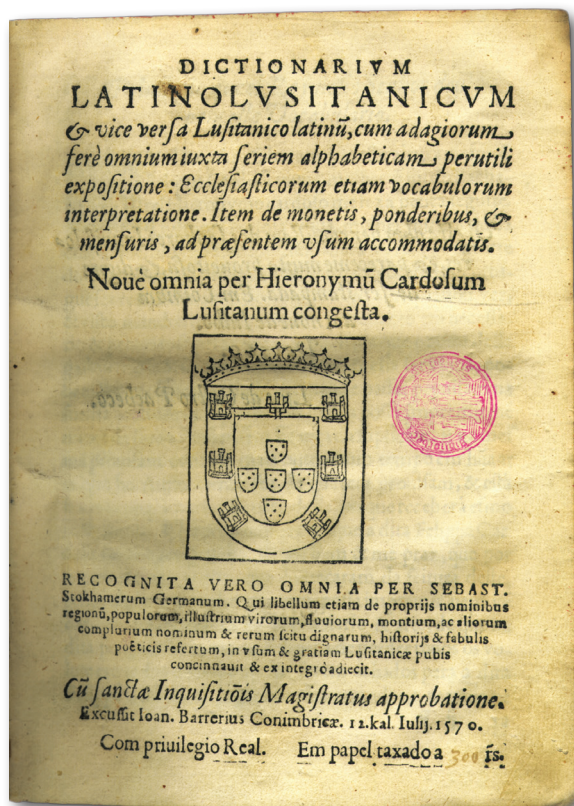 DICTIONARIVM
LATINOLVSITANICVM
& vice versa Lusitanico latinũ, cum adagiorum
ferè omnium iuxta seriem alphabeticam perutili
expositione: Ecclesiasticorum etiam vocabulorum
interpretatione. Item de monetis, ponderibus, &
mensuris, ad præsentem vsum accommodatis.
Nouè omnia per Hieronymũ Cardosum
Lusitanum congesta.
RECOGNITA VERO OMNIA PER SEBAST.
Stokhamerum Germanum. Qui libellum etiam de proprijs nominibus
regionũ, populorum, illustrium virorum, fluuiorum, montium, ac aliorum
complurium nominum & rerum scitu dignarum, historijs & fabulis
poëticis refertum, in vsum & gratiam Lusitanicæ pubis
concinnauit & ex integro adiecit.
Cũ sanctæ Inquisitiõis Magistratus approbatione.
Excussit Ioan. Barrerius Conimbricæ. 12. kal. Iulij. 1570.
Com priuilegio Real. Em papel taxado a 300 rs̃.